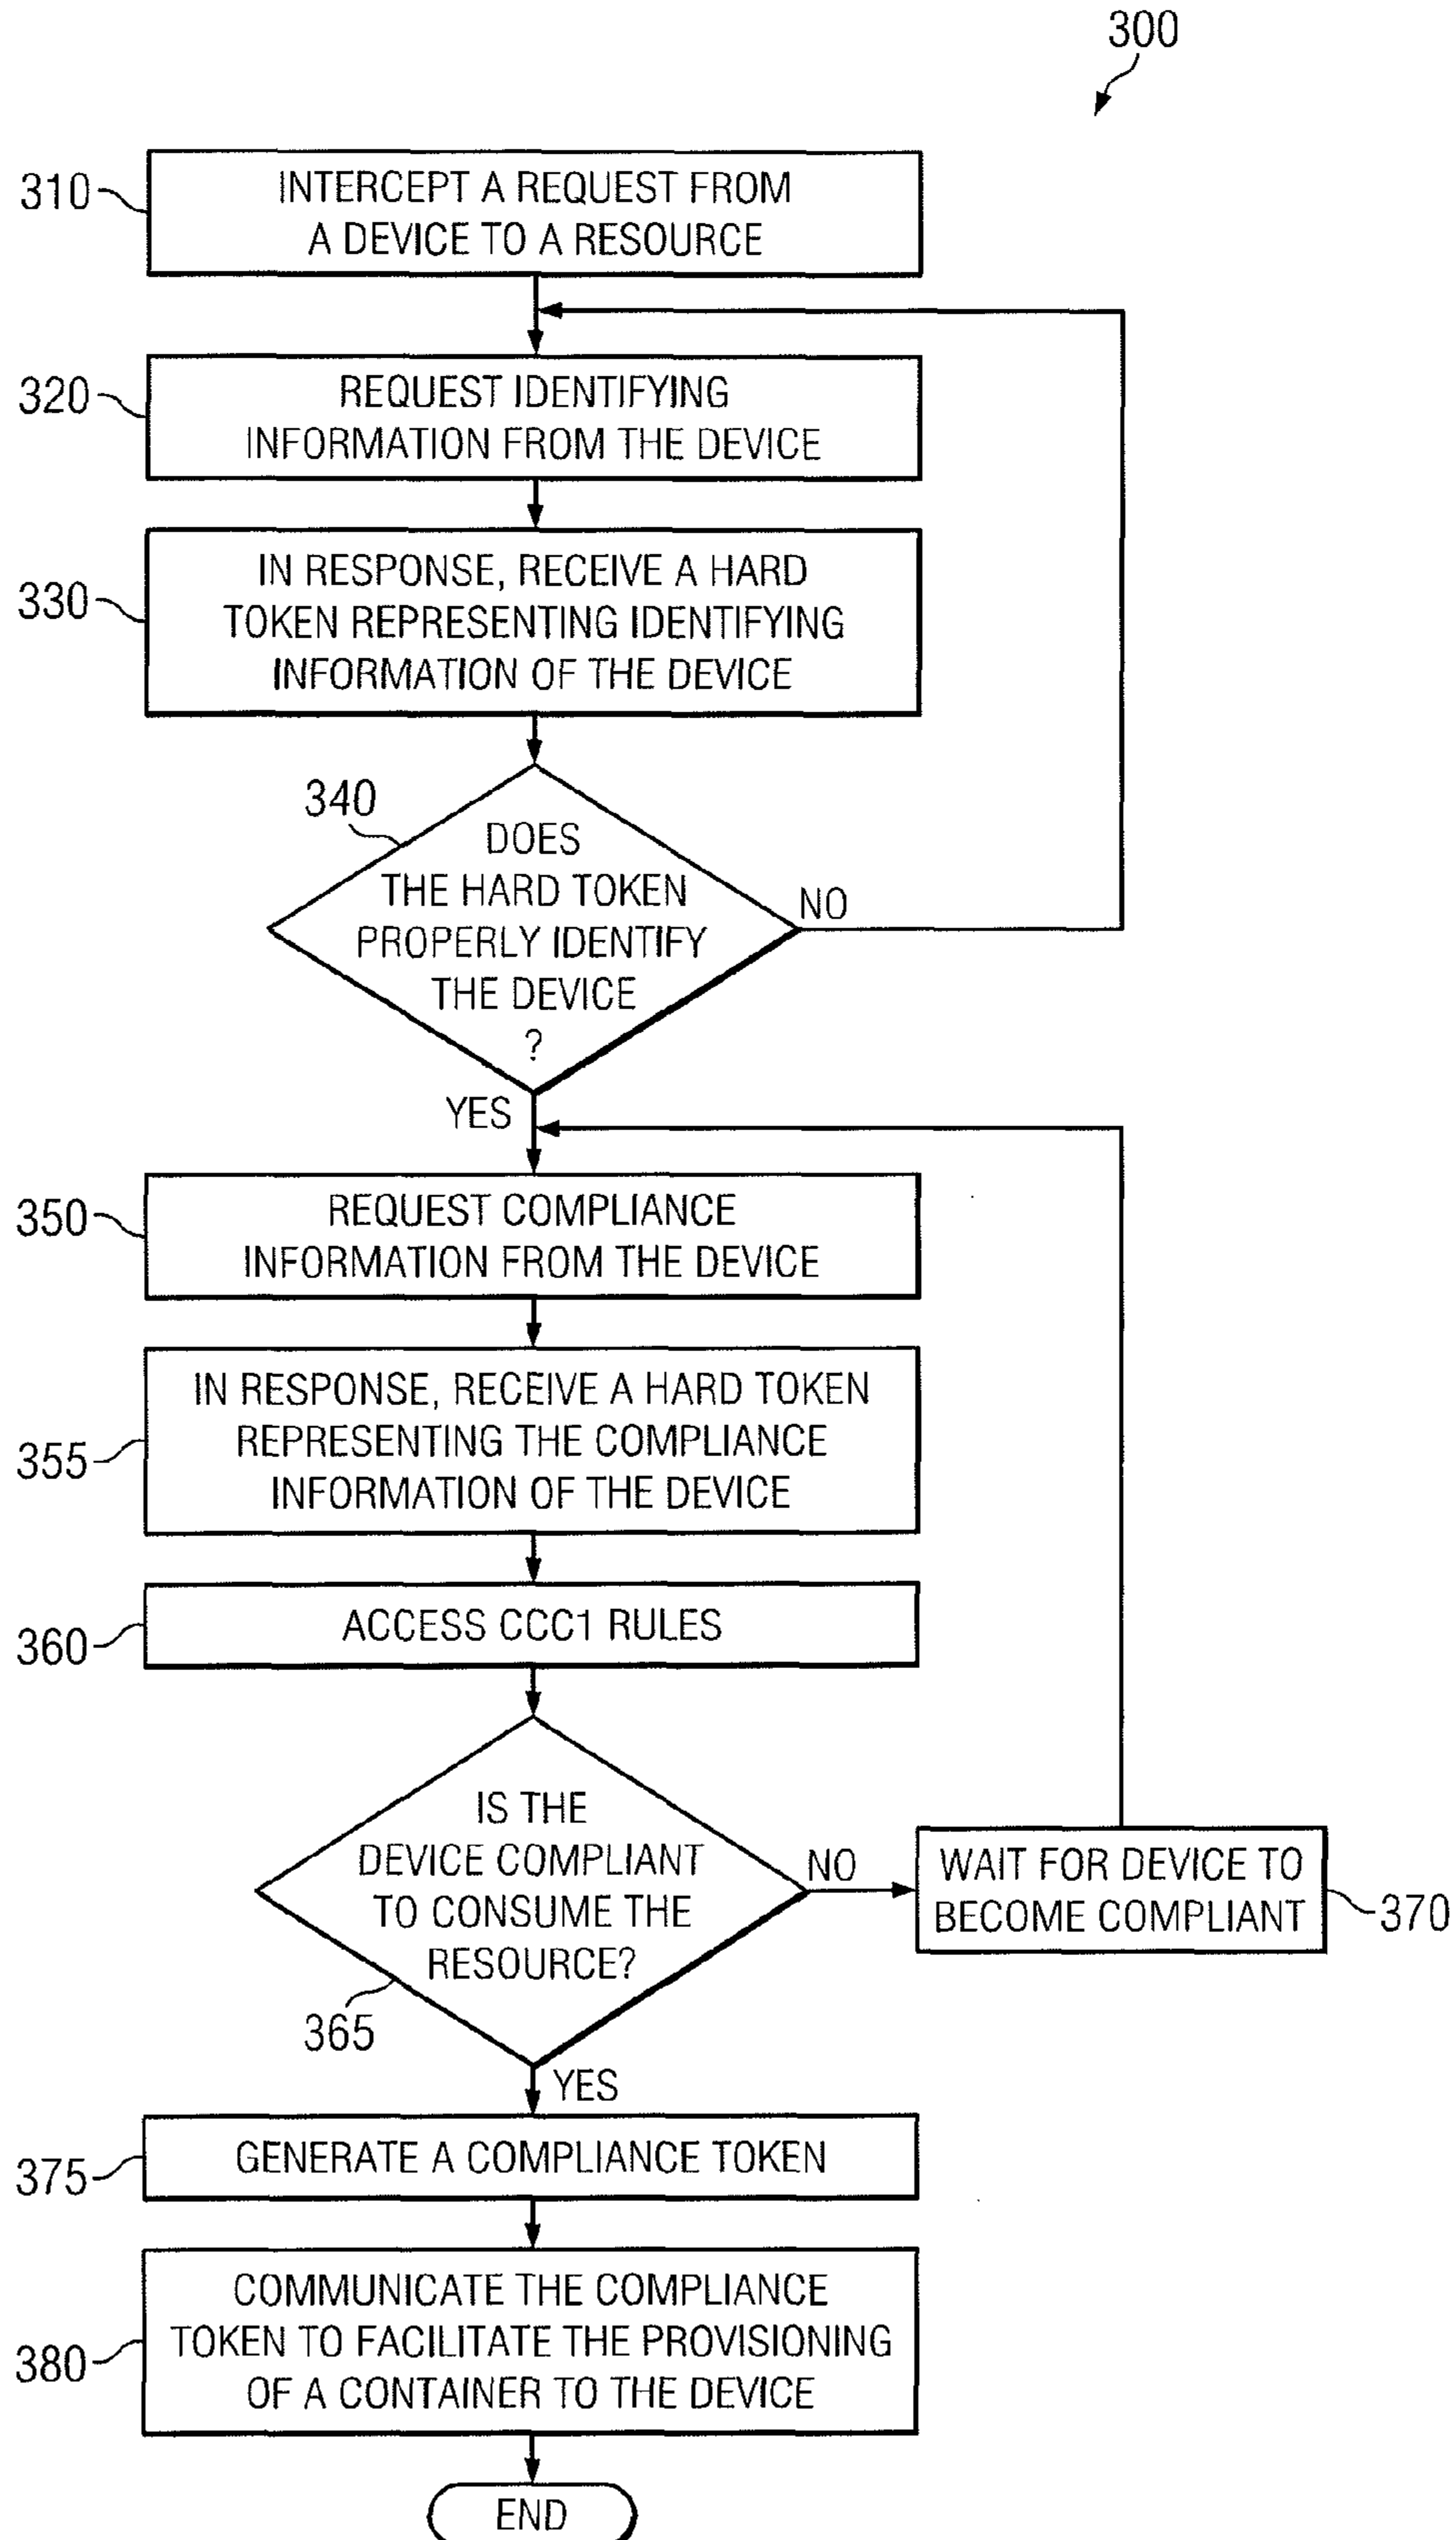 300
310
INTERCEPT A REQUEST FROM
A DEVICE TO A RESOURCE
320
REQUEST IDENTIFYING
INFORMATION FROM THE DEVICE
330
IN RESPONSE, RECEIVE A HARD
TOKEN REPRESENTING IDENTIFYING
INFORMATION OF THE DEVICE
340
DOES
THE HARD TOKEN
PROPERLY IDENTIFY
THE DEVICE
?
NO
YES
350
REQUEST COMPLIANCE
INFORMATION FROM THE DEVICE
355
IN RESPONSE, RECEIVE A HARD TOKEN
REPRESENTING THE COMPLIANCE
INFORMATION OF THE DEVICE
360
ACCESS CCC1 RULES
IS THE
DEVICE COMPLIANT
TO CONSUME THE
RESOURCE?
365
NO
WAIT FOR DEVICE TO
BECOME COMPLIANT
370
YES
375
GENERATE A COMPLIANCE TOKEN
380
COMMUNICATE THE COMPLIANCE
TOKEN TO FACILITATE THE PROVISIONING
OF A CONTAINER TO THE DEVICE
END